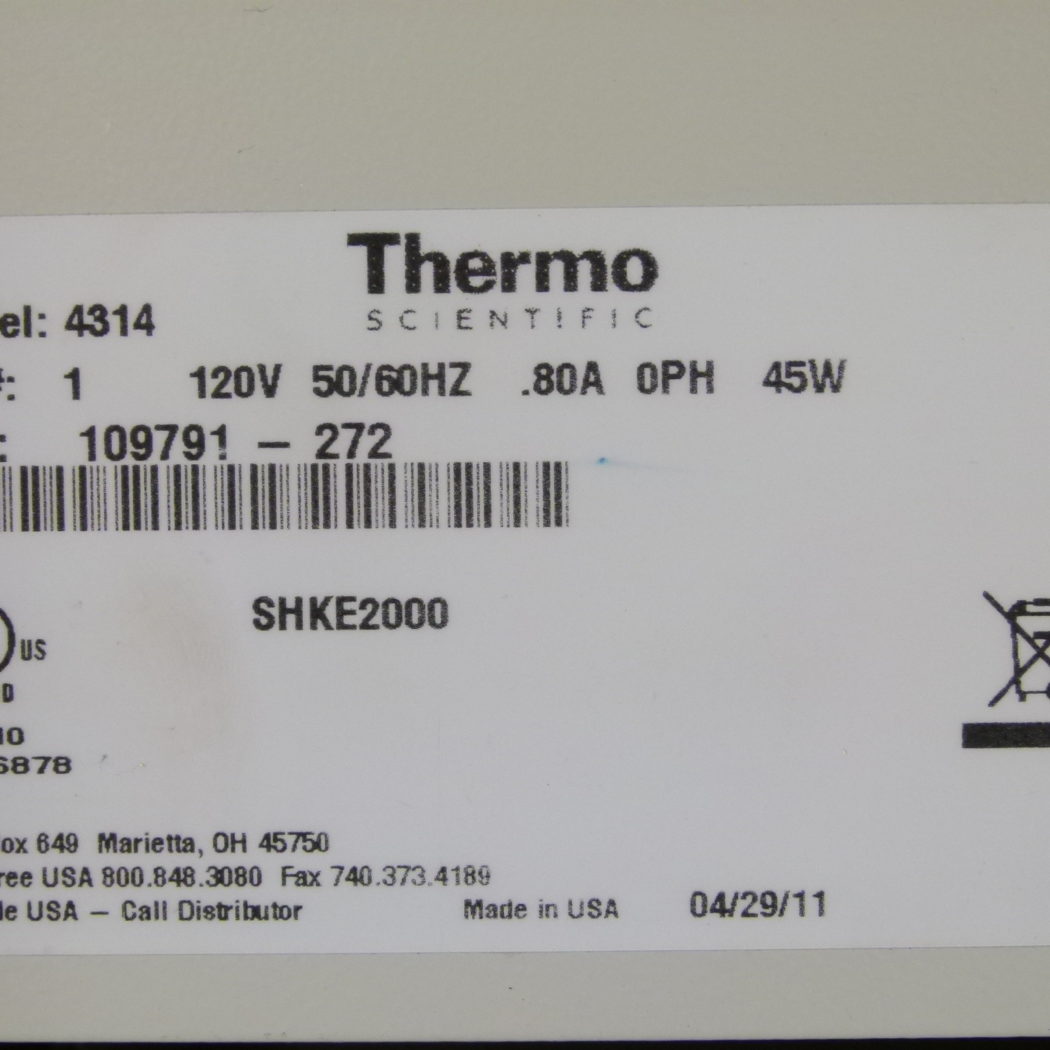 Thermo
SCIENTIFIC
el: 4314
#: 1 120V 50/60HZ .80A 0PH 45W
: 109791 – 272
SHKE2000
US
D
10
6878
ox 649 Marietta, OH 45750
ree USA 800.848.3080 Fax 740.373.4189
de USA – Call Distributor Made in USA 04/29/11